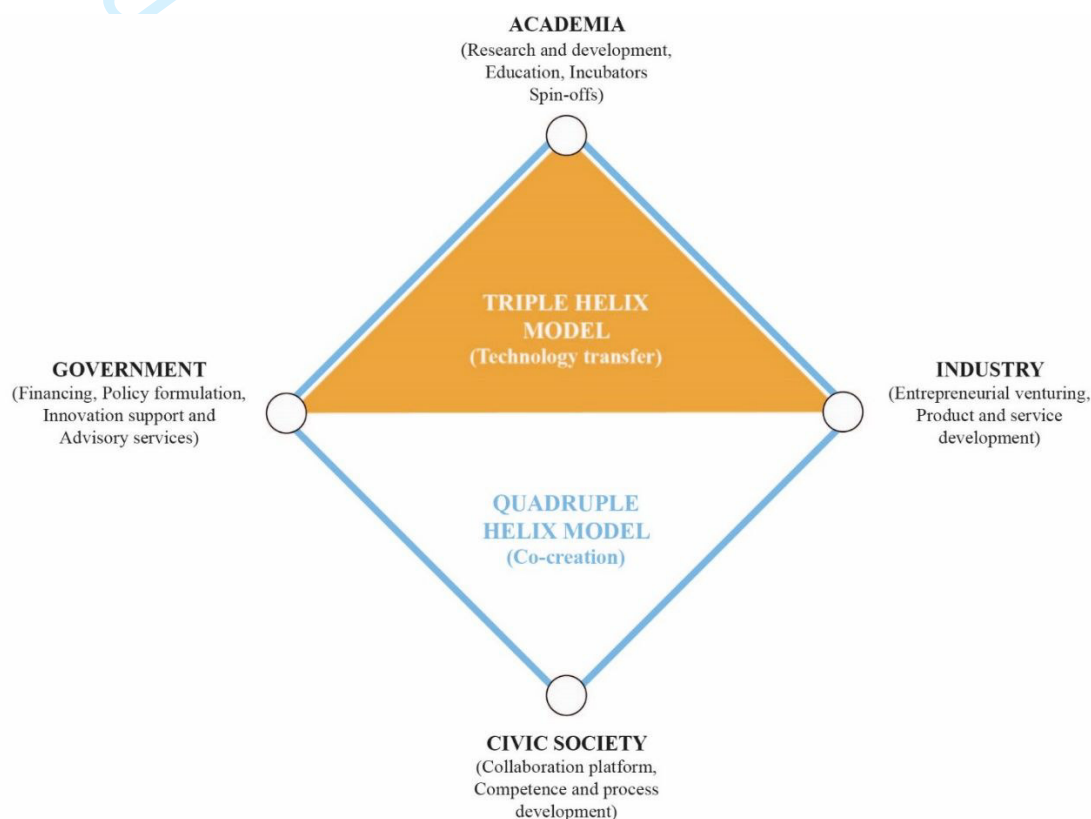 ACADEMIA
(Research and development,
Education, Incubators
Spin-offs)
TRIPLE HELIX
MODEL
(Technology transfer)
GOVERNMENT
(Financing, Policy formulation,
Innovation support and
Advisory services)
INDUSTRY
(Entrepreneurial venturing,
Product and service
development)
QUADRUPLE
HELIX MODEL
(Co-creation)
CIVIC SOCIETY
(Collaboration platform,
Competence and process
development)